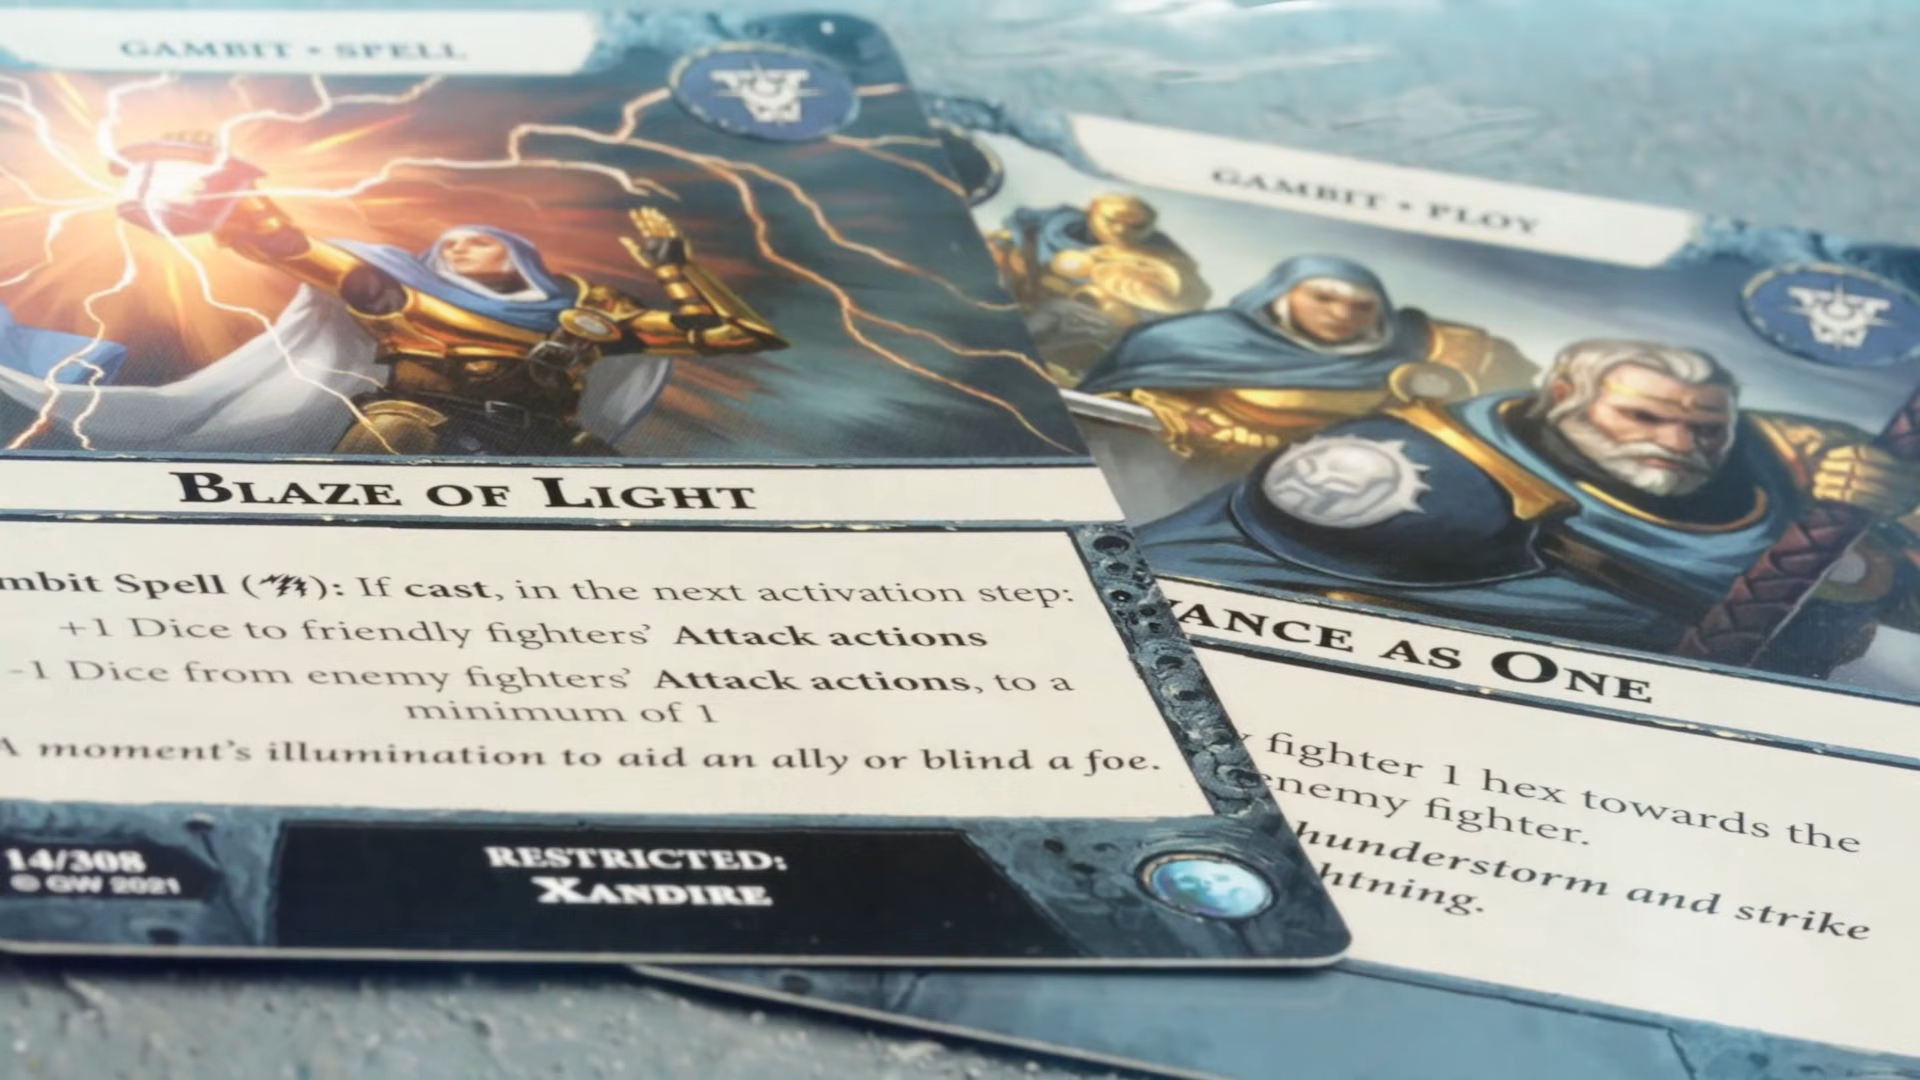 GAMBIT • SPELL
BLAZE OF LIGHT
mbit Spell ( ): If cast, in the next activation step:
+1 Dice to friendly fighters' Attack actions
-1 Dice from enemy fighters' Attack actions, to a
minimum of 1
A moment's illumination to aid an ally or blind a foe.
14/308
© GW 2021
RESTRICTED:
XANDIRE
GAMBIT • PLOY
VANCE AS ONE
fighter 1 hex towards the
enemy fighter.
hunderstorm and strike
htning.